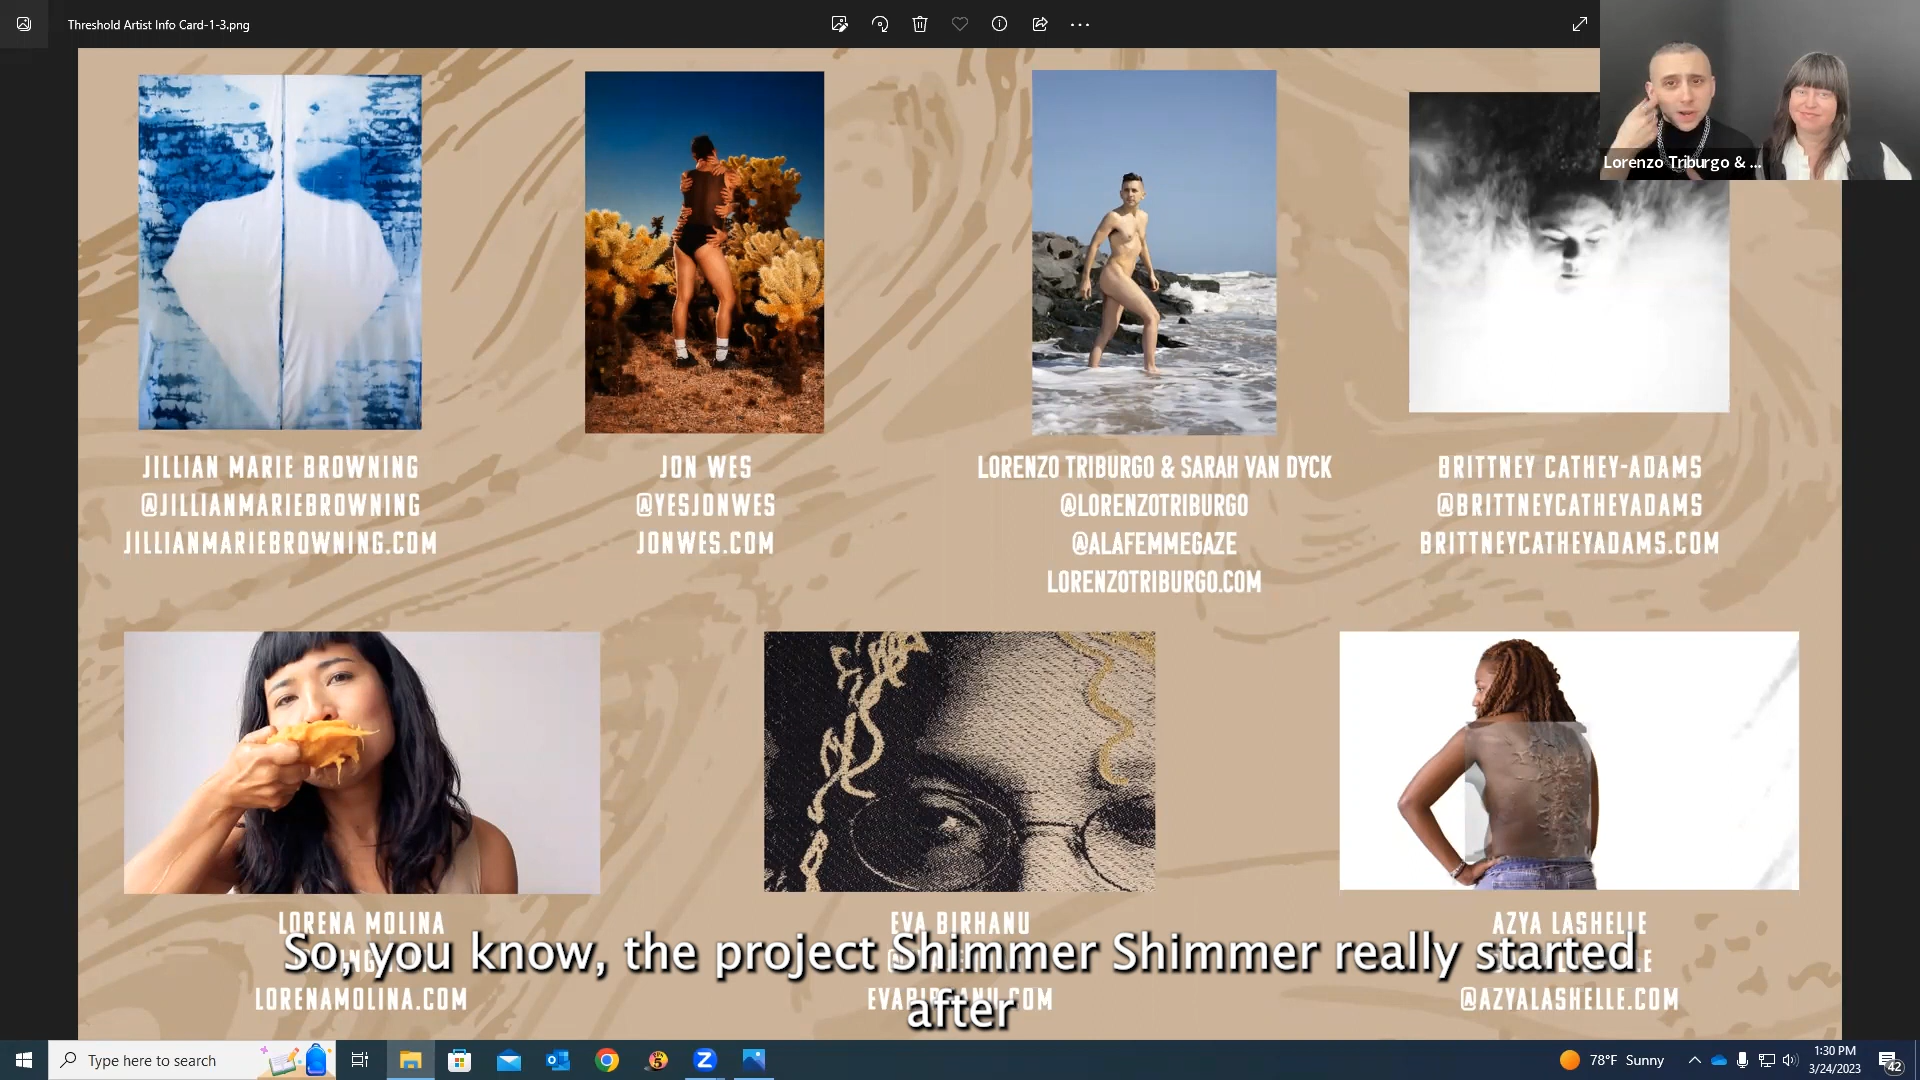 Threshold Artist Info Card-1-3.png
Lorenzo Triburgo & ...
JILLIAN MARIE BROWNING
@JILLIANMARIEBROWNING
JILLIANMARIEBROWNING.COM
JON WES
@YESJONWES
JONWES.COM
LORENZO TRIBURGO & SARAH VAN DYCK
@LORENZOTRIBURGO
@ALAFEMMEGAZE
LORENZOTRIBURGO.COM
BRITTNEY CATHEY-ADAMS
@BRITTNEYCATHEYADAMS
BRITTNEYCATHEYADAMS.COM
LORENA MOLINA
LORENAMOLINA.COM
EVA BIRHANU
AZYA LASHELLE
@AZYALASHELLE.COM
So, you know, the project Shimmer Shimmer really started
after
Type here to search
78°F Sunny
1:30 PM
3/24/2023
42